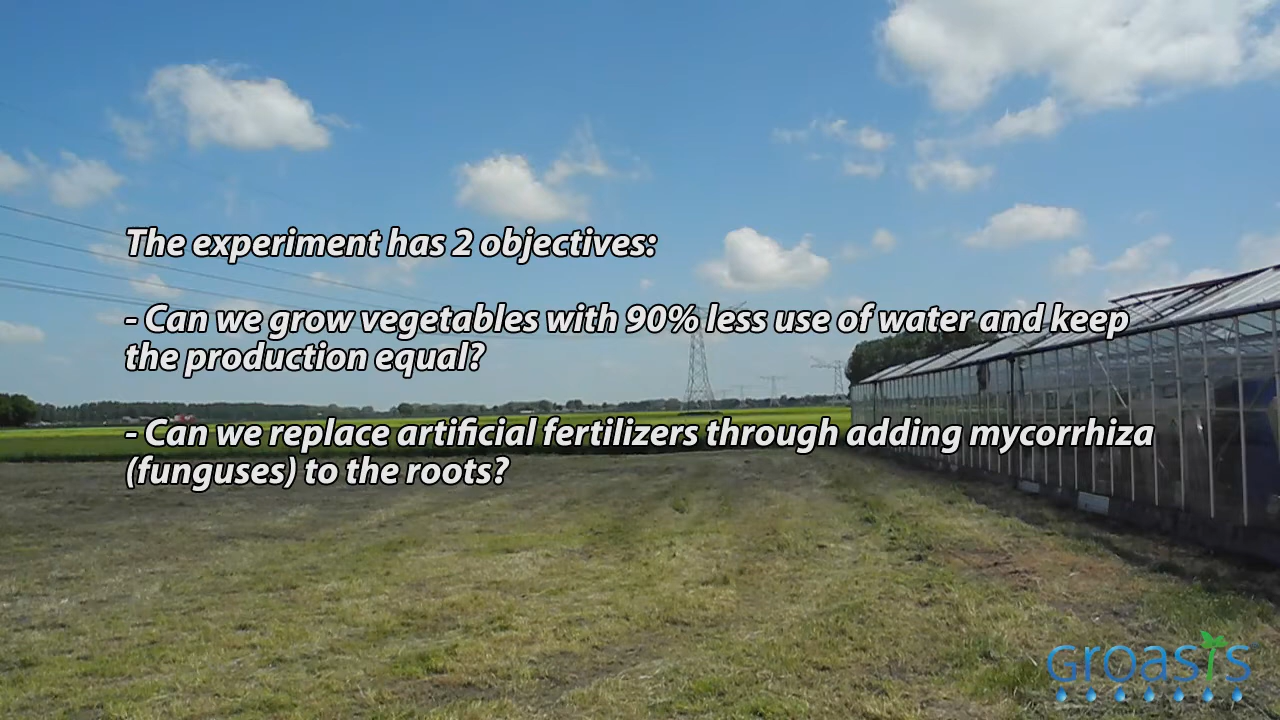 The experiment has 2 objectives:
- Can we grow vegetables with 90% less use of water and keep
the production equal?
- Can we replace artificial fertilizers through adding mycorrhiza
(funguses) to the roots?
Groasis